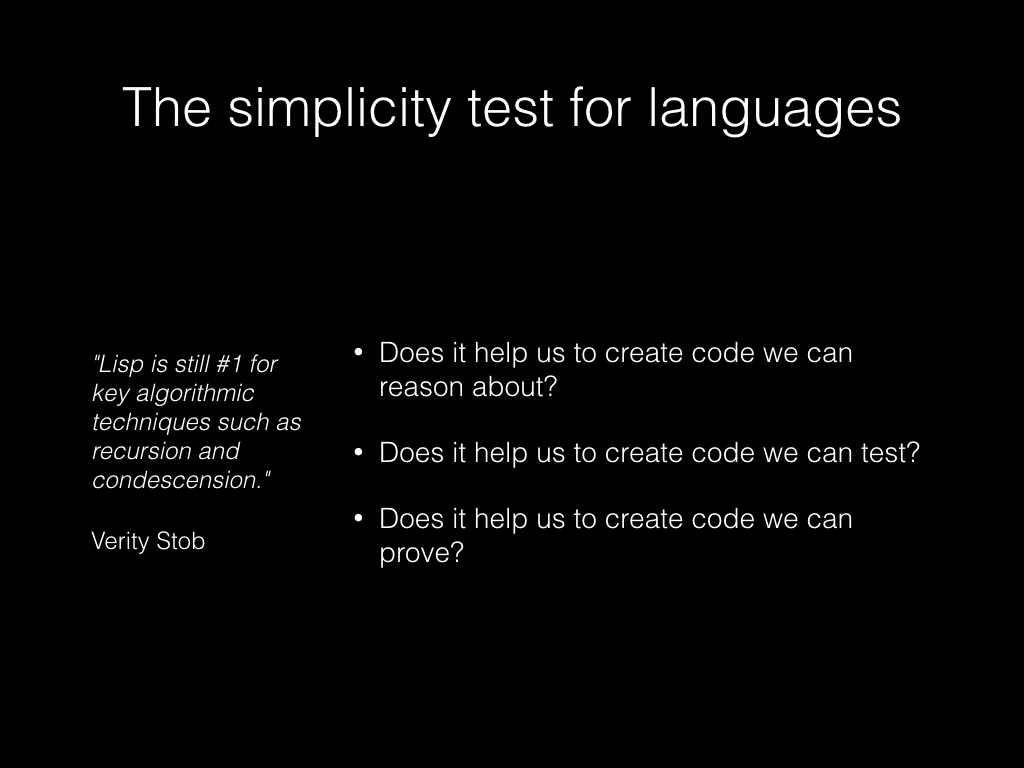 The simplicity test for languages
"Lisp is still #1 for
key algorithmic
techniques such as
recursion and
condescension."
Verity Stob
• Does it help us to create code we can
reason about?
• Does it help us to create code we can test?
• Does it help us to create code we can
prove?